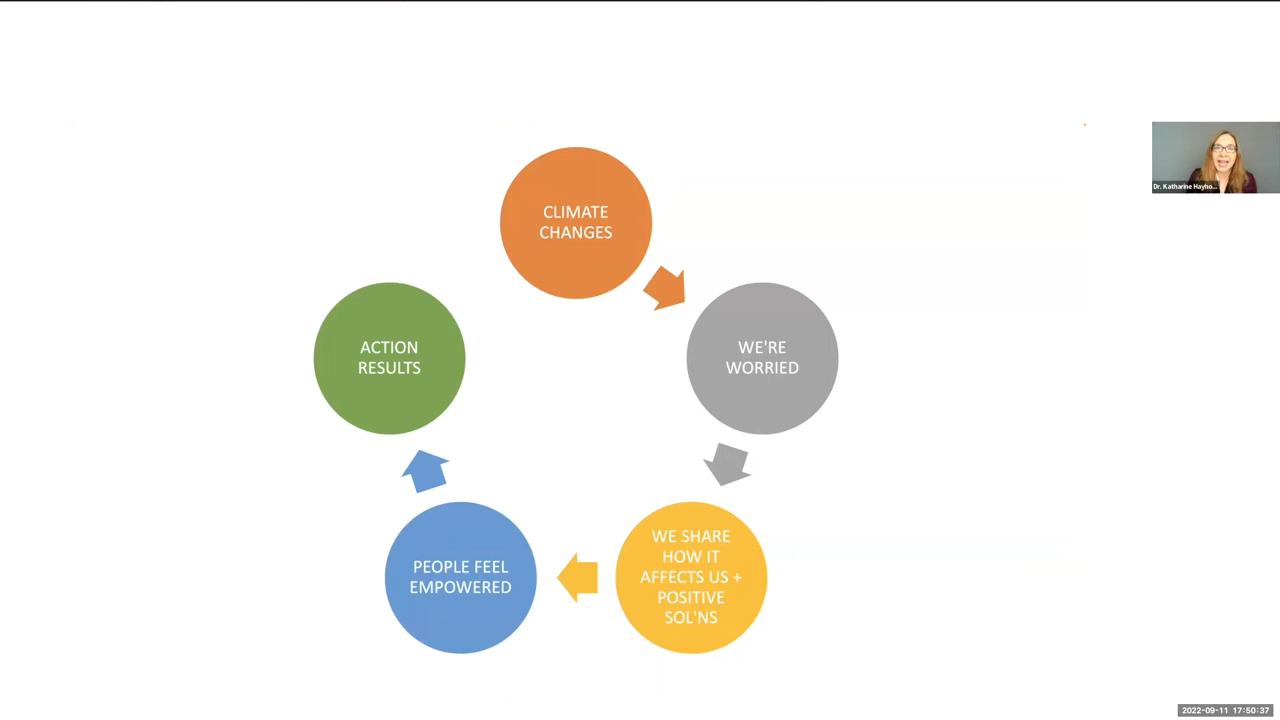 CLIMATE
CHANGES
WE'RE
WORRIED
WE SHARE
HOW IT
AFFECTS US +
POSITIVE
SOL'NS
PEOPLE FEEL
EMPOWERED
ACTION
RESULTS
Dr. Katharine Hayho...
2022-09-11 17:50:37